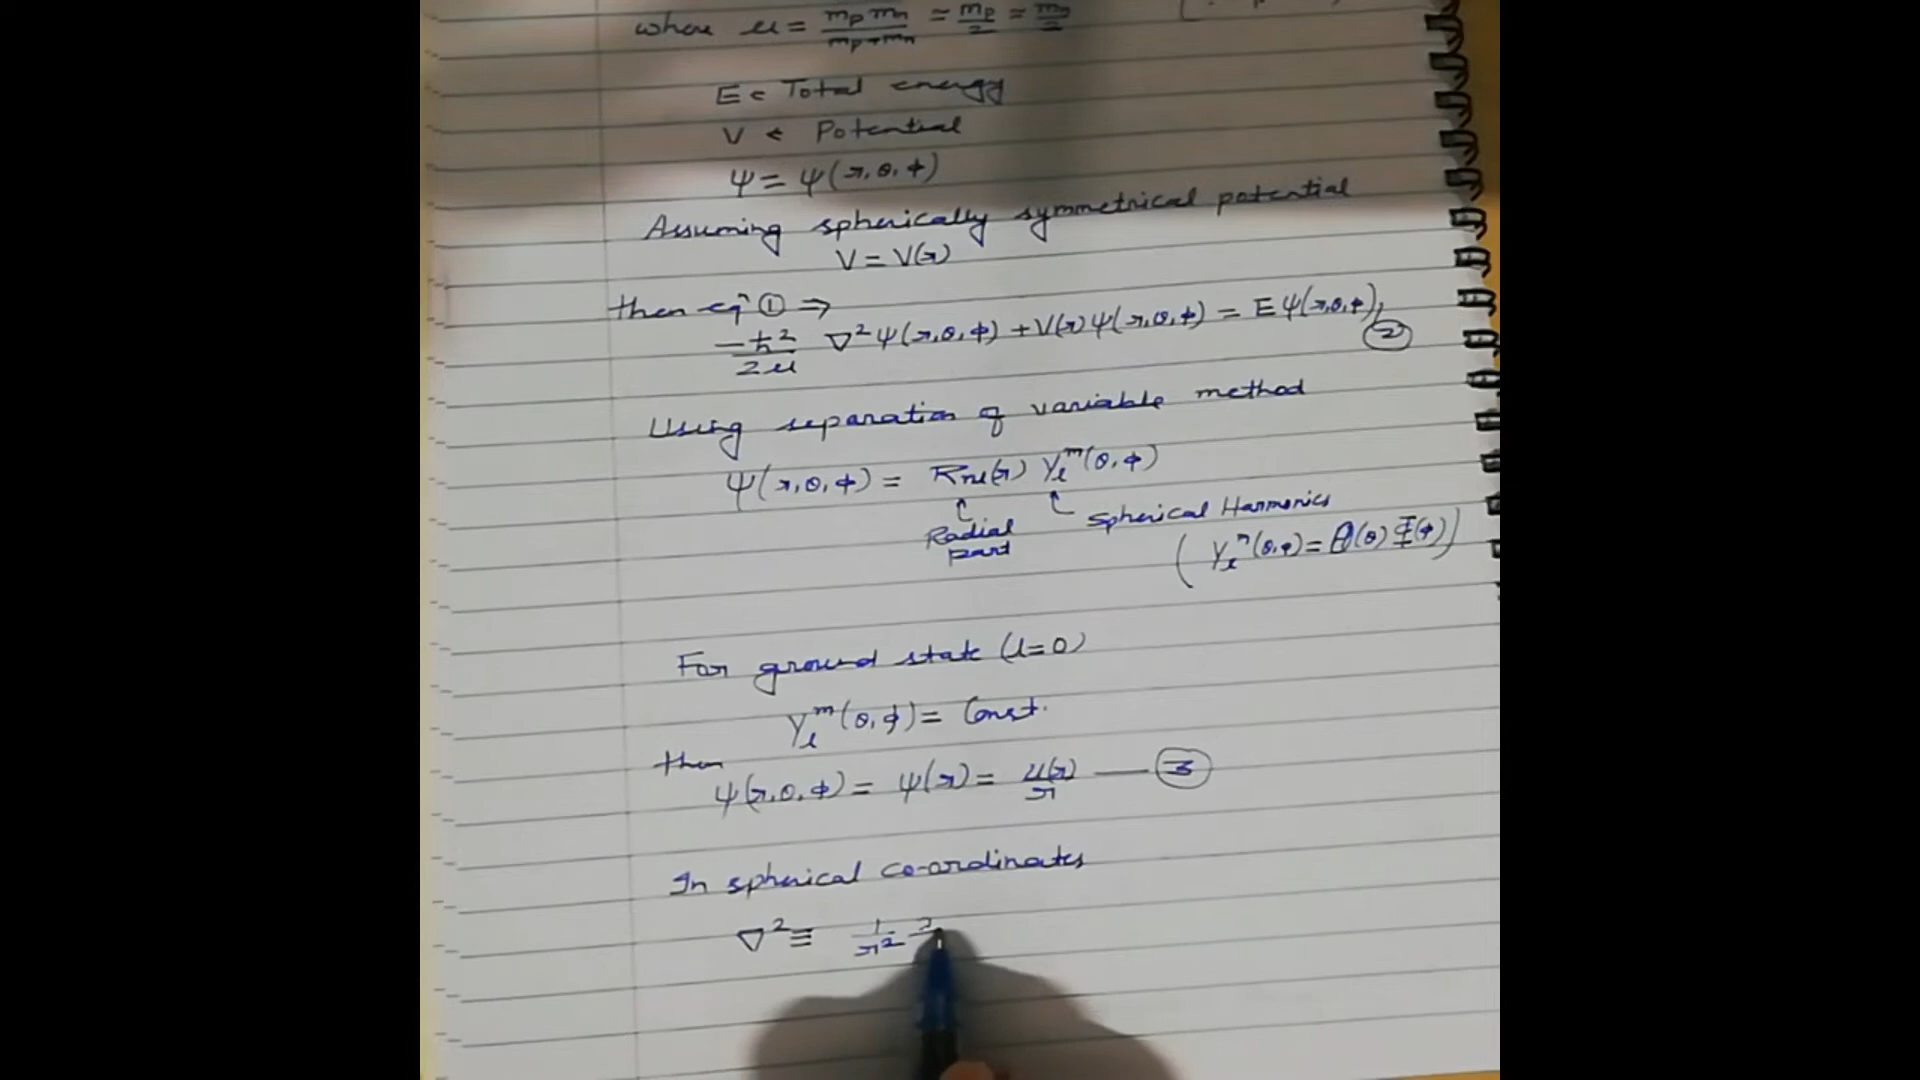 where μ = mp mn / mp+mn = mp/2 = mn/2
E = Total energy
V = Potential
ψ = ψ(r, θ, φ)
Assuming spherically symmetrical potential
V = V(r)
then eqⁿ ① ⇒
-ħ²/2μ ∇²ψ(r,θ,φ) + V(r)ψ(r,θ,φ) = Eψ(r,θ,φ) ②
Using separation of variable method
ψ(r,θ,φ) = Rnl(r) Yₗᵐ(θ,φ)
Radial part
Spherical Harmonics
(Yₗᵐ(θ,φ) = Θ(θ) Φ(φ))
For ground state (l=0)
Yₗᵐ(θ,φ) = Const.
then
ψ(r,θ,φ) = ψ(r) = u(r)/r — ③
In spherical co-ordinates
∇² ≡ 1/r²